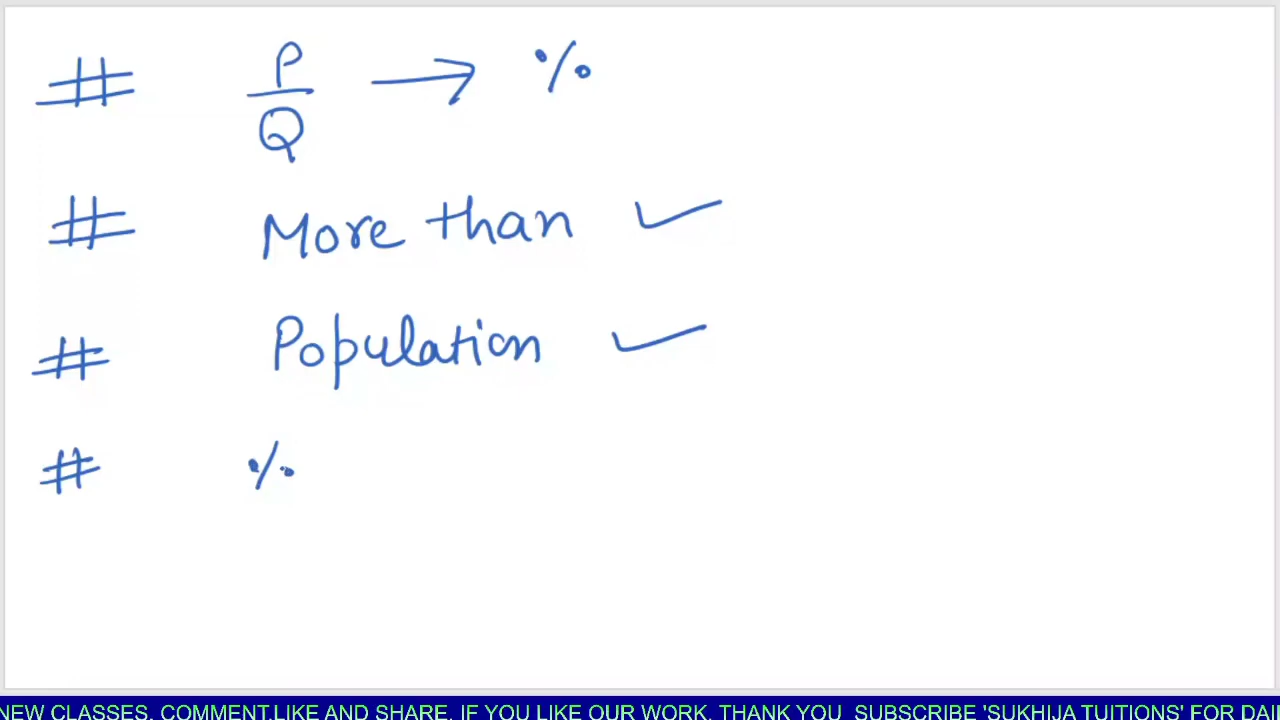 # P/Q → %
# More than ✓
# Population ✓
# %
NEW CLASSES. COMMENT,LIKE AND SHARE, IF YOU LIKE OUR WORK. THANK YOU SUBSCRIBE 'SUKHIJA TUITIONS' FOR DAI